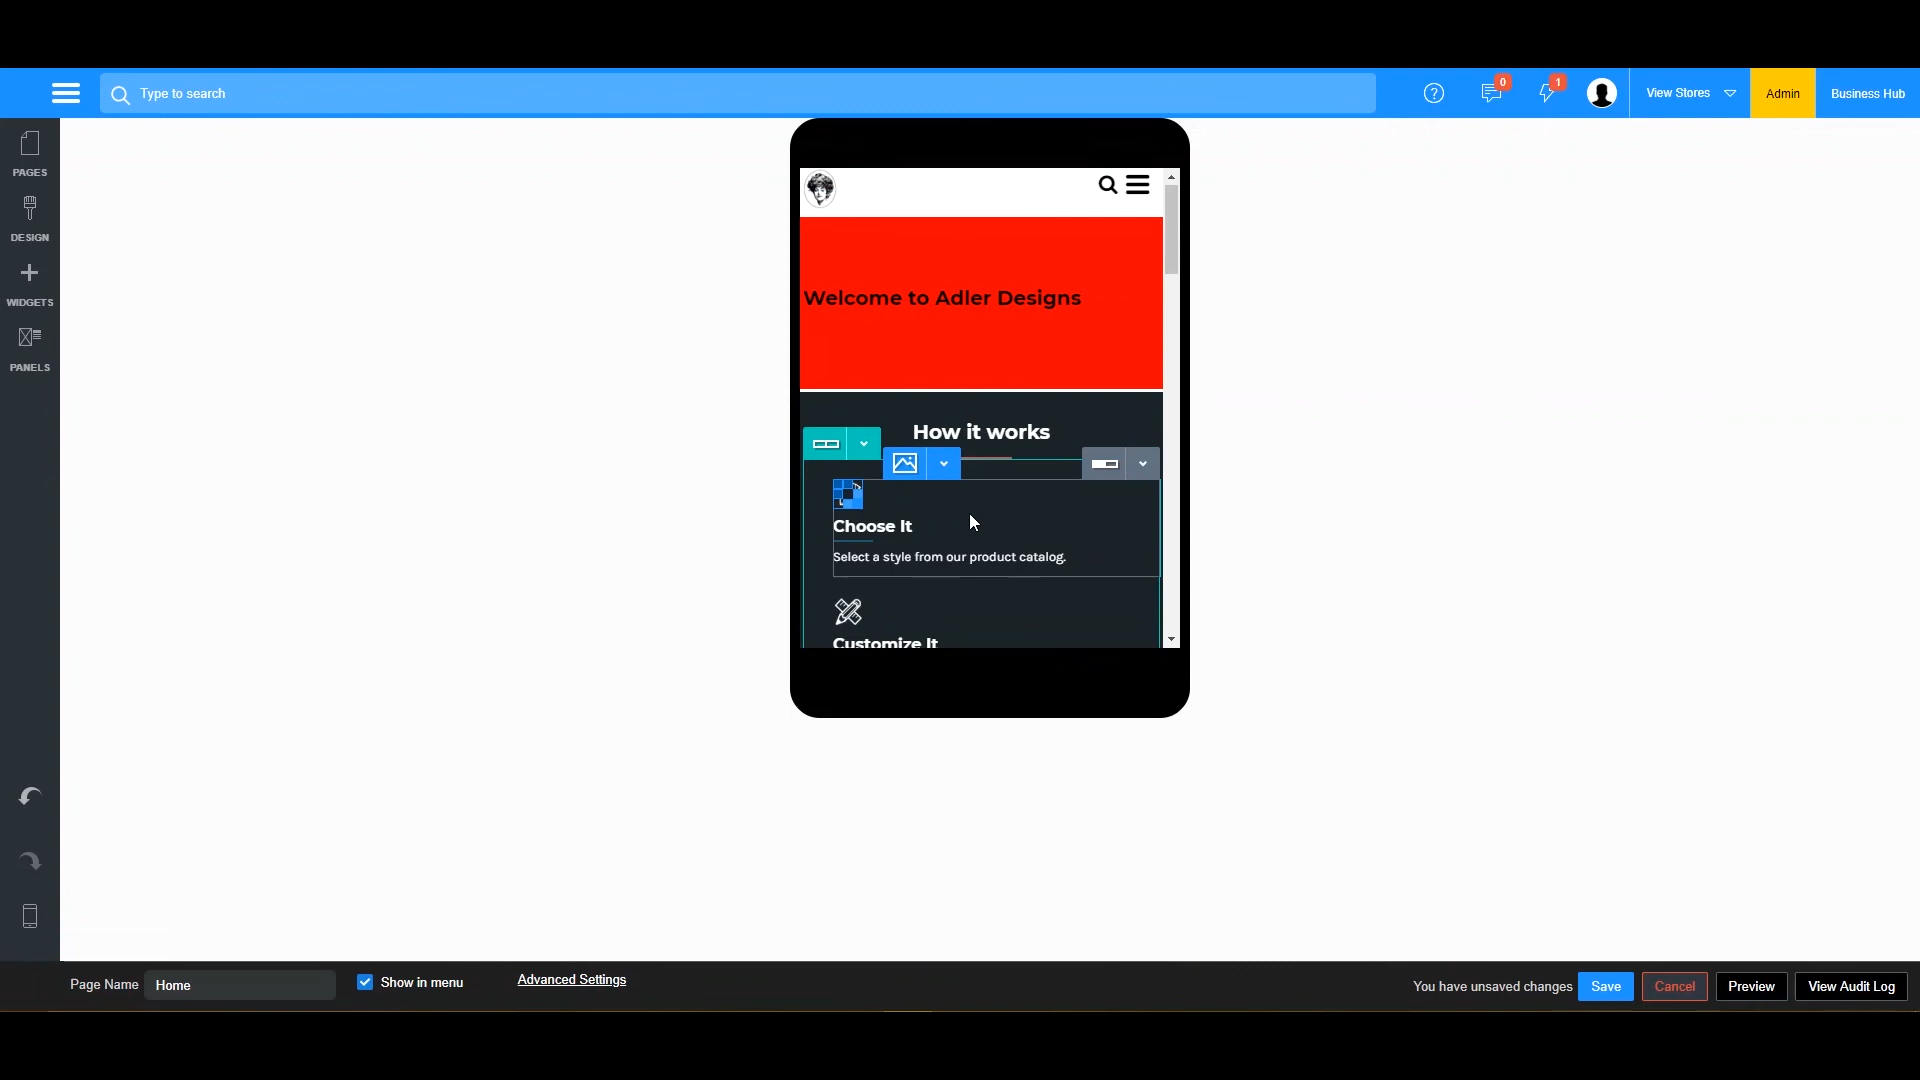 Type to search
0
1
View Stores
Admin
Business Hub
PAGES
DESIGN
WIDGETS
PANELS
Welcome to Adler Designs
How it works
Choose It
Select a style from our product catalog.
Customize It
Page Name
Home
Show in menu
Advanced Settings
You have unsaved changes
Save
Cancel
Preview
View Audit Log